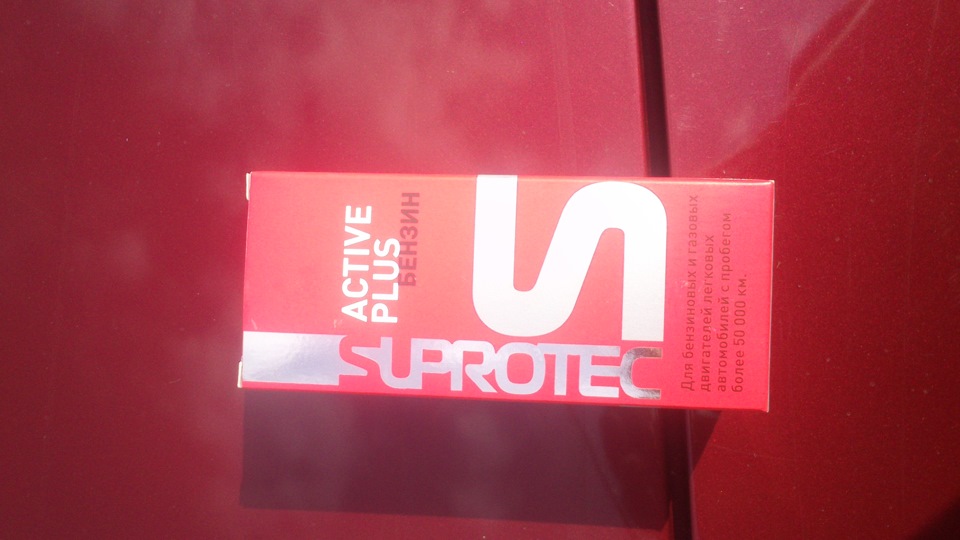 ACTIVE
PLUS
БЕНЗИН
SUPROTEC
Для бензиновых и газовых
двигателей легковых
автомобилей с пробегом
более 50 000 км.